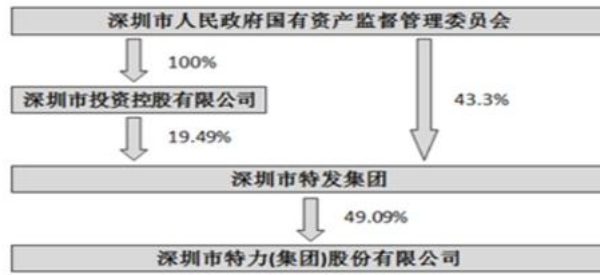 深圳市人民政府国有资产监督管理委员会
100%
43.3%
深圳市投资控股有限公司
19.49%
深圳市特发集团
49.09%
深圳市特力(集团)股份有限公司